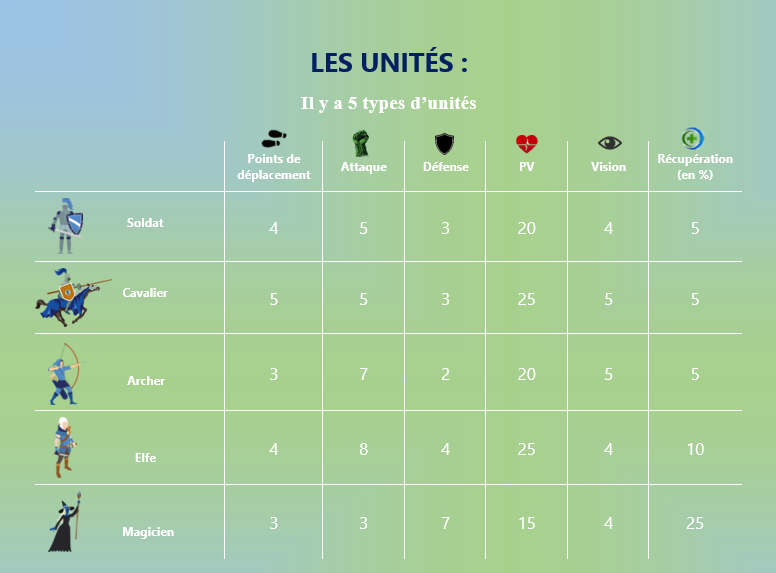 LES UNITÉS :
Il y a 5 types d’unités
Points de
déplacement
Attaque
Défense
PV
Vision
Récupération
(en %)
Soldat 4 5 3 20 4 5
Cavalier 5 5 3 25 5 5
Archer 3 7 2 20 5 5
Elfe 4 8 4 25 4 10
Magicien 3 3 7 15 4 25